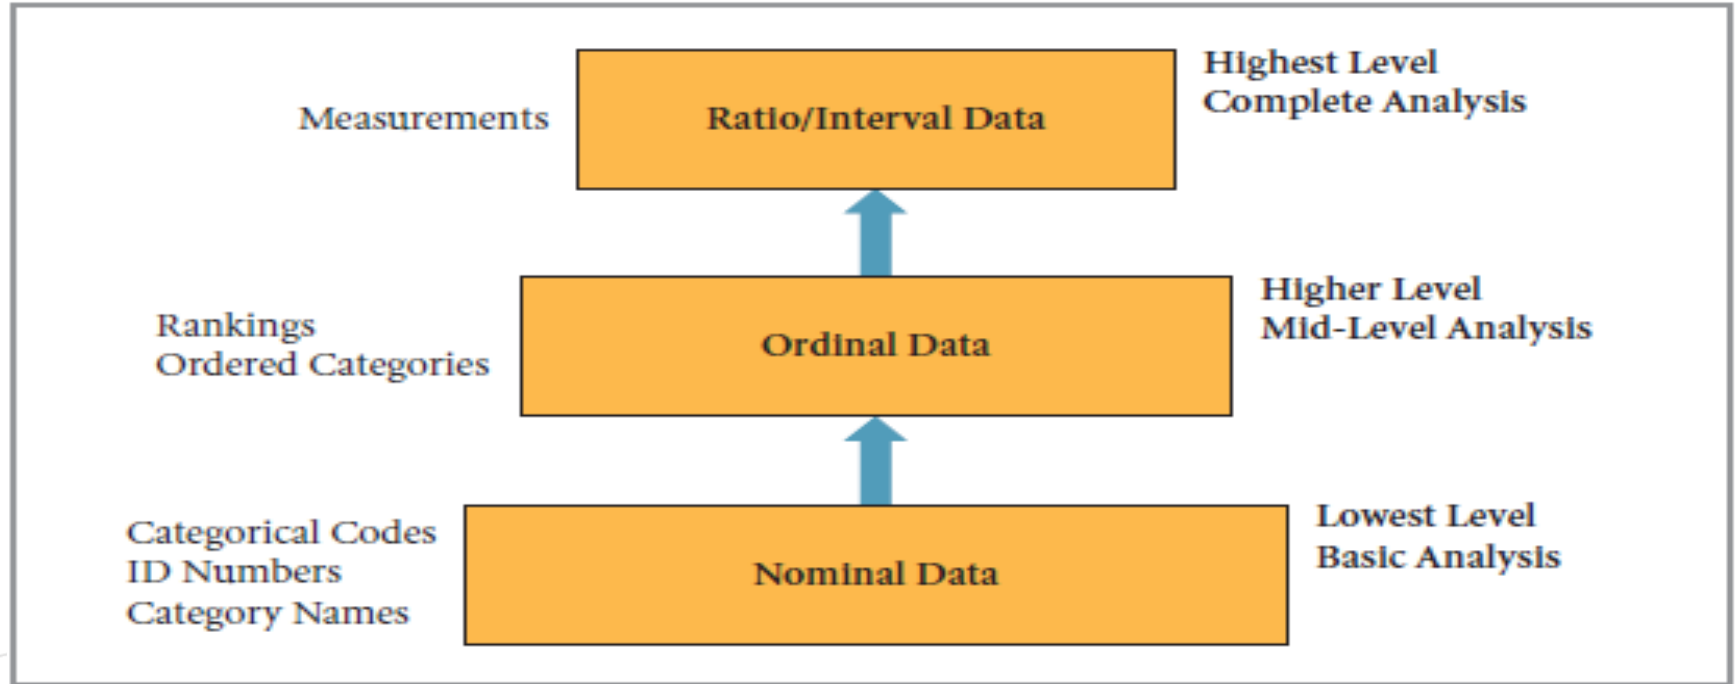 Measurements
Ratio/Interval Data
Highest Level
Complete Analysis
Rankings
Ordered Categories
Ordinal Data
Higher Level
Mid-Level Analysis
Categorical Codes
ID Numbers
Category Names
Nominal Data
Lowest Level
Basic Analysis